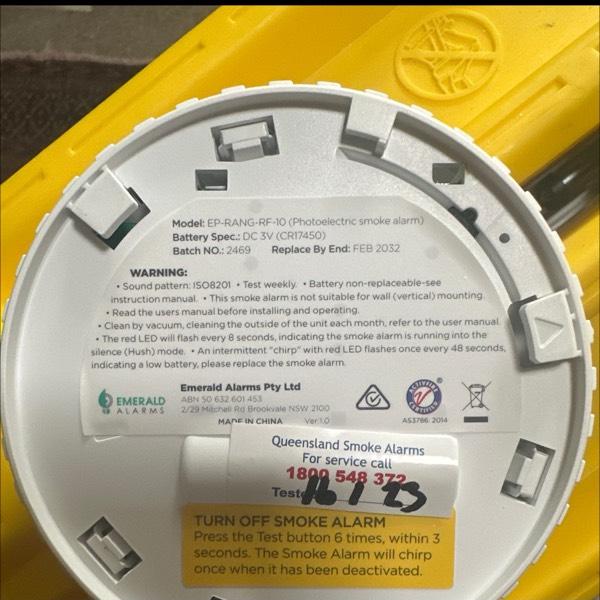 Model: EP-RANG-RF-10 (Photoelectric smoke alarm)
Battery Spec.: DC 3V (CR17450)
Batch NO.: 2469 Replace By End: FEB 2032
WARNING:
• Sound pattern: ISO8201 • Test weekly. • Battery non-replaceable-see
instruction manual. • This smoke alarm is not suitable for wall (vertical) mounting.
• Read the users manual before installing and operating.
• Clean by vacuum, cleaning the outside of the unit each month, refer to the user manual.
• The red LED will flash every 8 seconds, indicating the smoke alarm is running into the
silence (Hush) mode. • An intermittent "chirp" with red LED flashes once every 48 seconds,
indicating a low battery, please replace the smoke alarm.
EMERALD
ALARMS
Emerald Alarms Pty Ltd
ABN 50 632 601 453
2/29 Mitchell Rd Brookvale NSW 2100
MADE IN CHINA Ver:1.0
ACTIVFIRE
CERTIFIED
AS3786: 2014
Queensland Smoke Alarms
For service call
1800 548 372
16/1/23
TURN OFF SMOKE ALARM
Press the Test button 6 times, within 3
seconds. The Smoke Alarm will chirp
once when it has been deactivated.